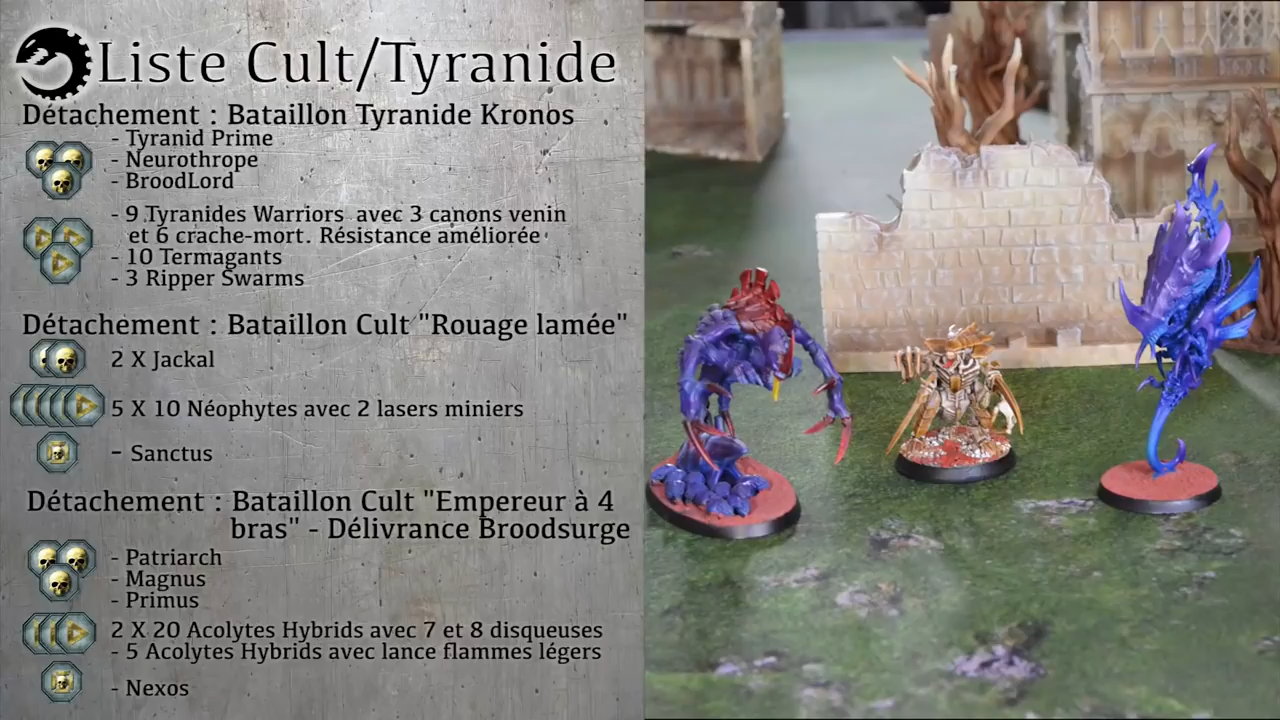 Liste Cult/Tyranide
Détachement : Bataillon Tyranide Kronos
- Tyranid Prime
- Neurothrope
- BroodLord
- 9 Tyranides Warriors avec 3 canons venin
et 6 crache-mort. Résistance améliorée
- 10 Termagants
- 3 Ripper Swarms
Détachement : Bataillon Cult "Rouage lamée"
2 X Jackal
5 X 10 Néophytes avec 2 lasers miniers
- Sanctus
Détachement : Bataillon Cult "Empereur à 4
bras" - Délivrance Broodsurge
- Patriarch
- Magnus
- Primus
2 X 20 Acolytes Hybrids avec 7 et 8 disqueuses
- 5 Acolytes Hybrids avec lance flammes légers
- Nexos